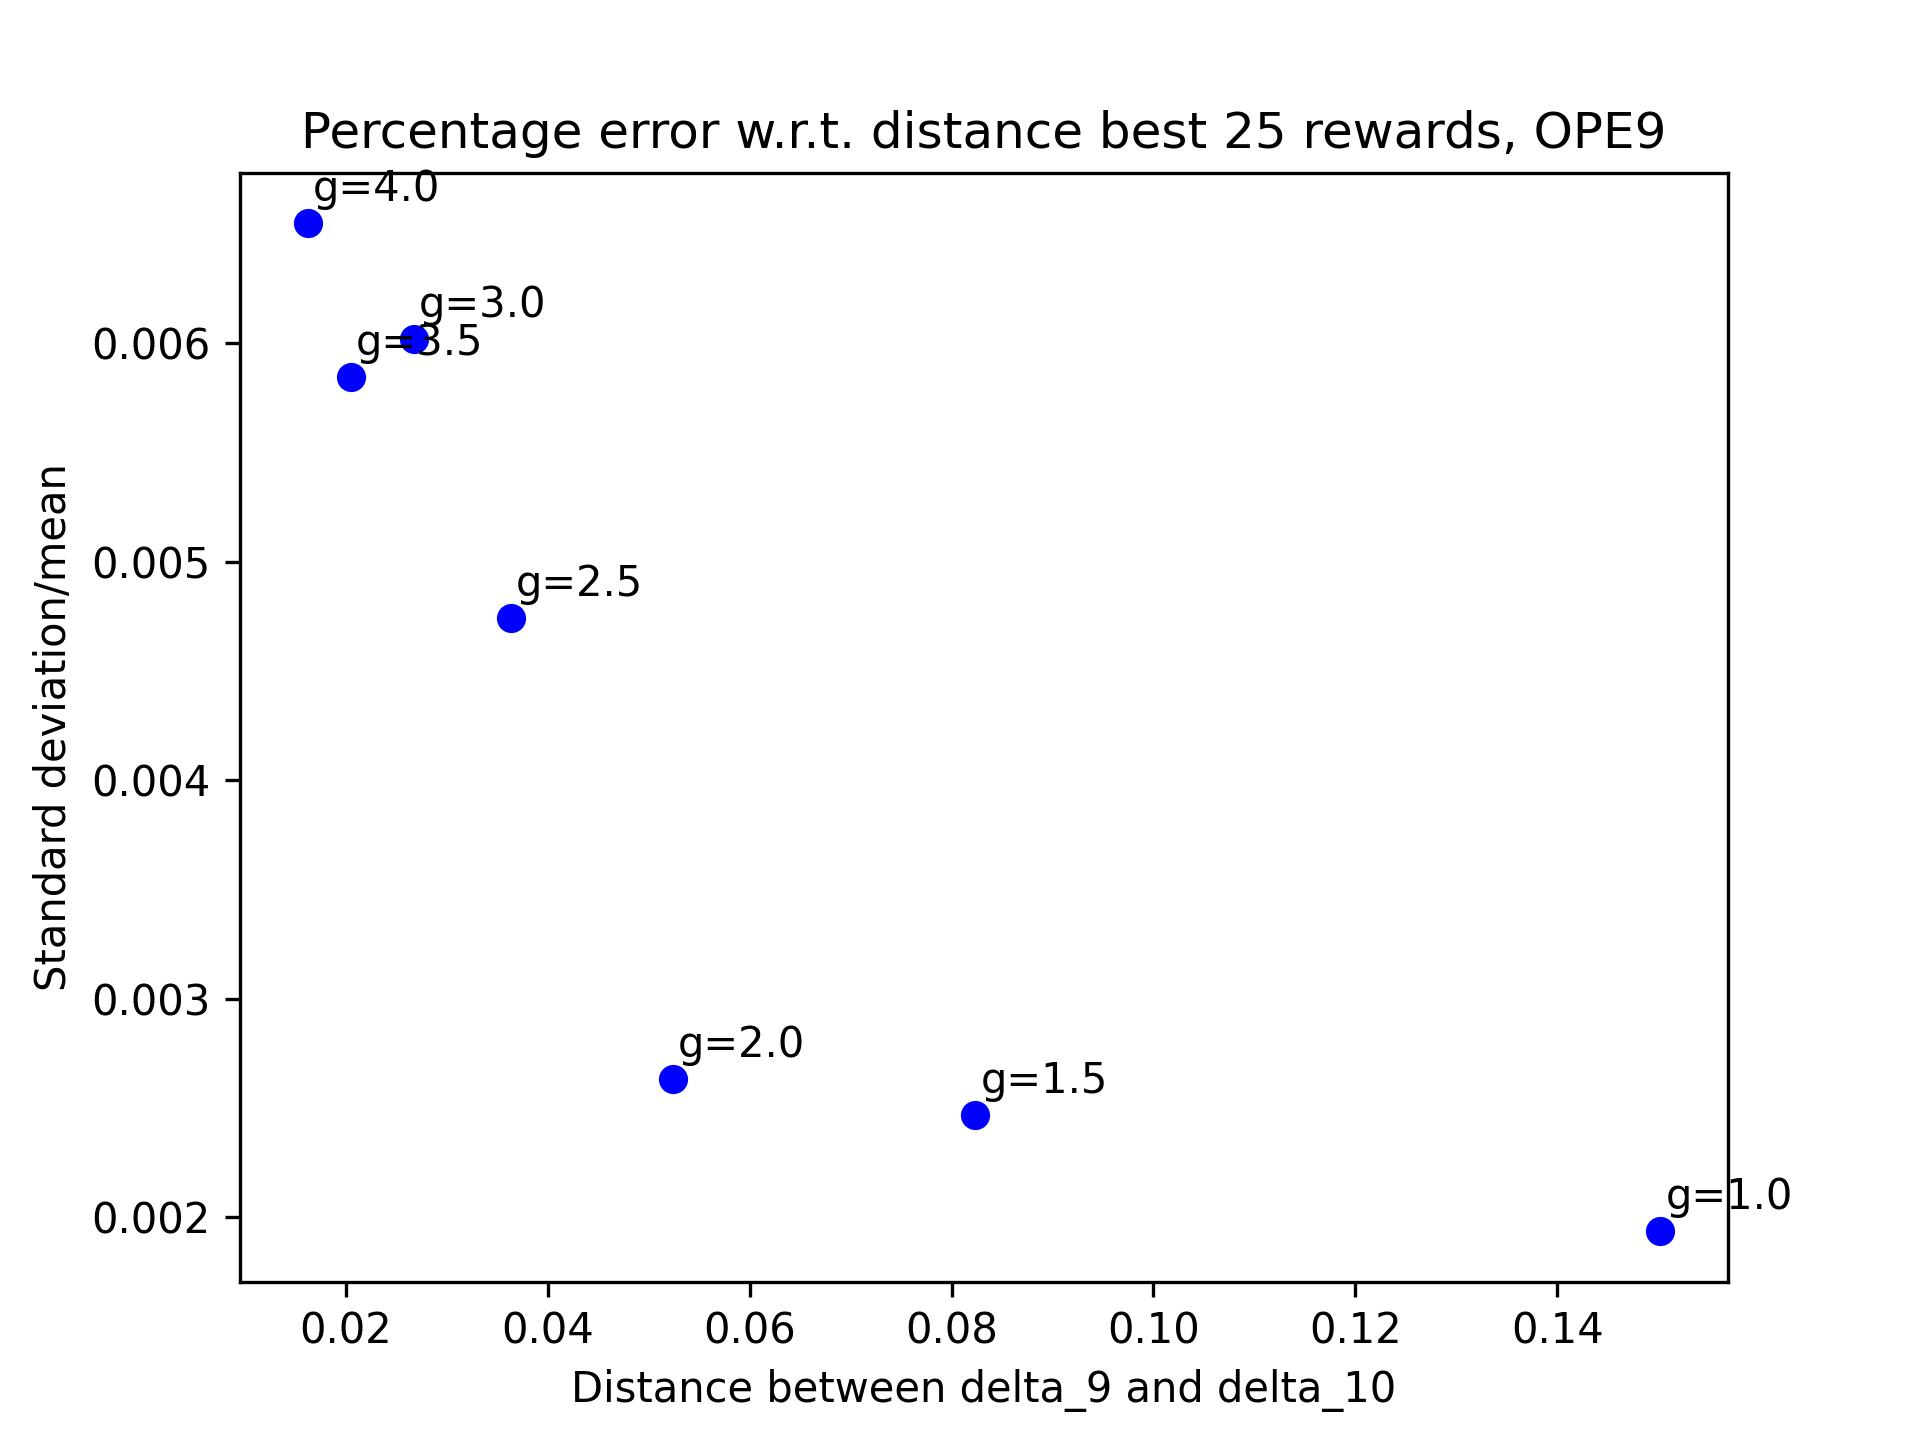 Percentage error w.r.t. distance best 25 rewards, OPE9
g=4.0
g=3.0
g=3.5
g=2.5
g=2.0
g=1.5
g=1.0
0.006
0.005
0.004
0.003
0.002
Standard deviation/mean
0.02 0.04 0.06 0.08 0.10 0.12 0.14
Distance between delta_9 and delta_10